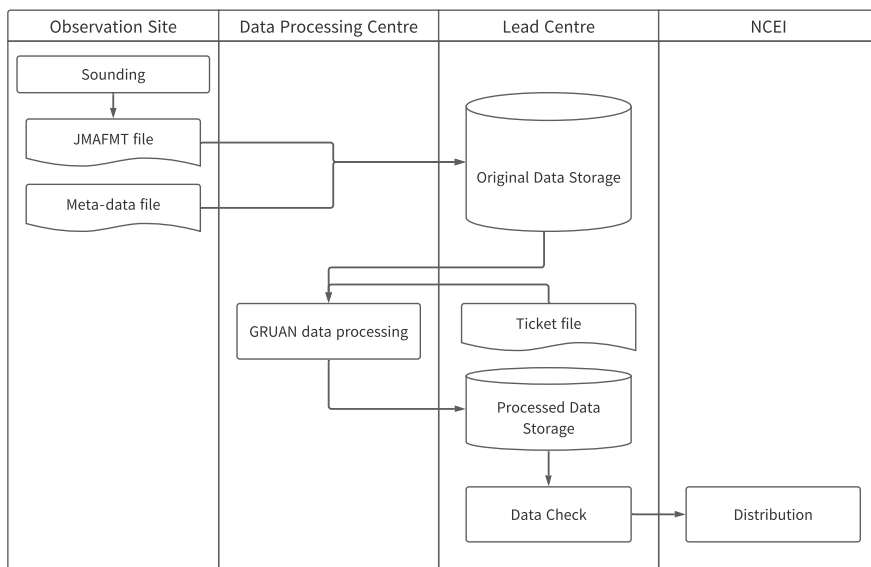 Observation Site
Data Processing Centre
Lead Centre
NCEI
Sounding
JMAFMT file
Meta-data file
Original Data Storage
GRUAN data processing
Ticket file
Processed Data
Storage
Data Check
Distribution